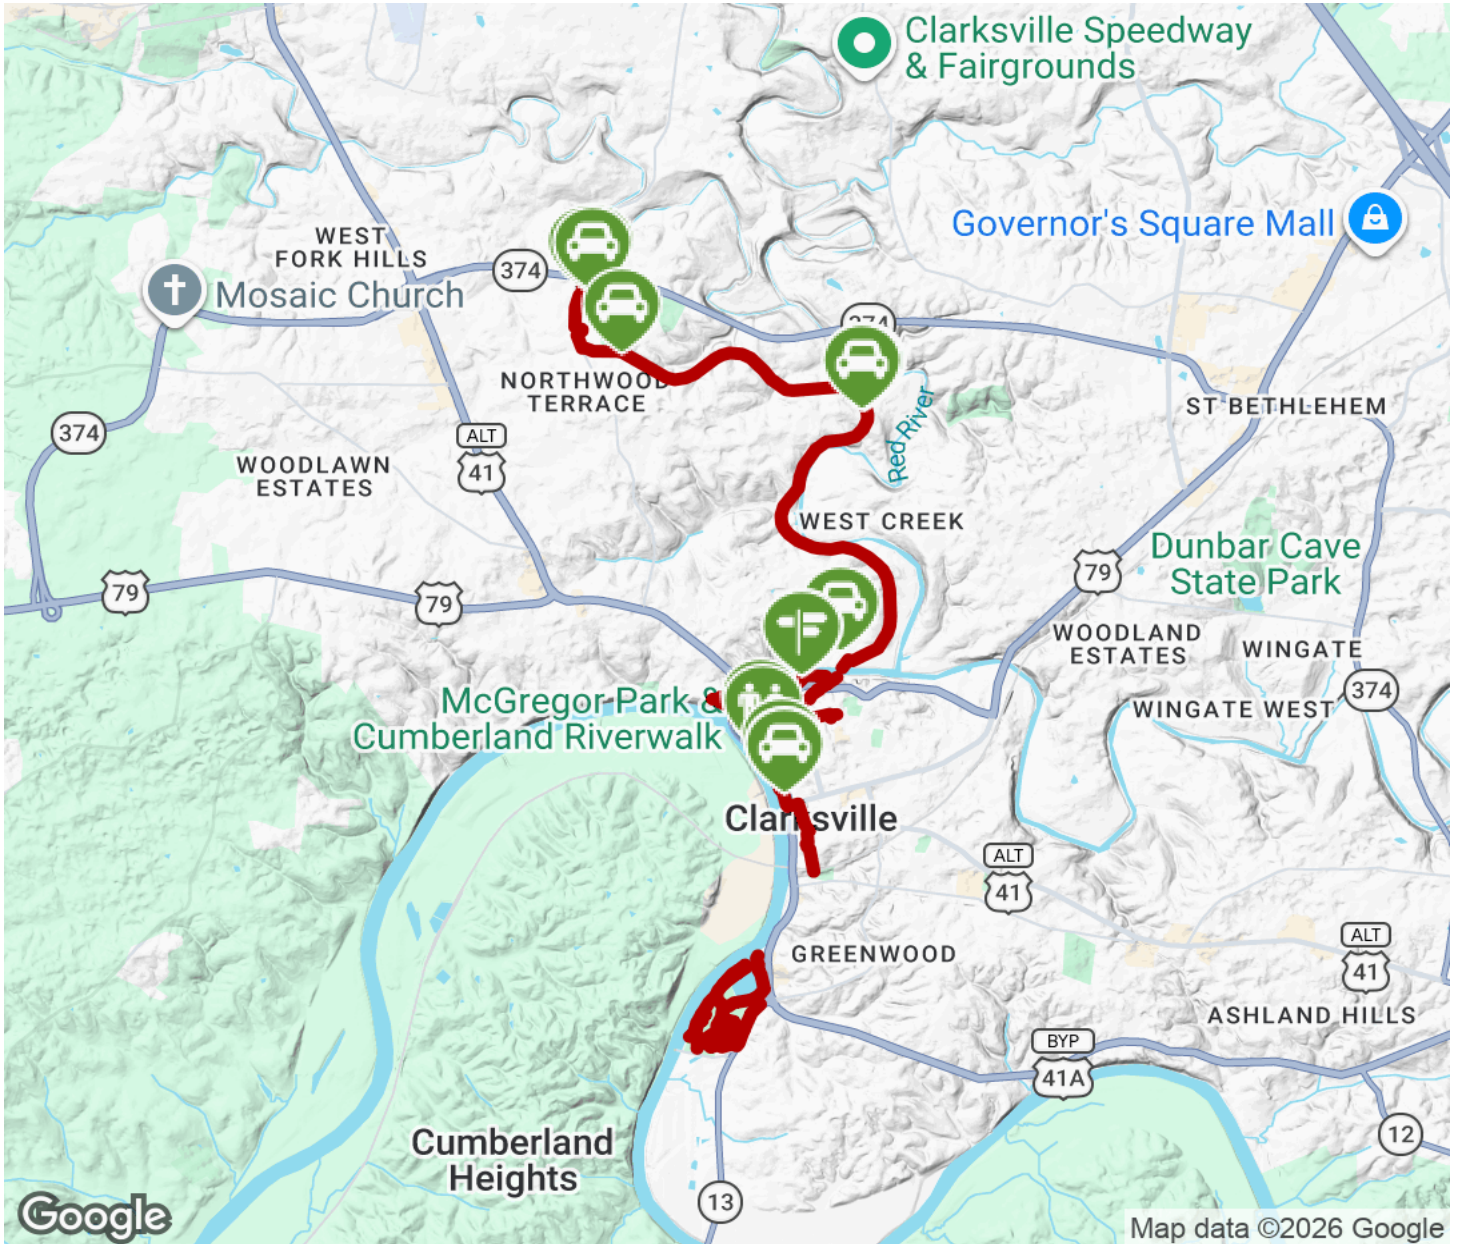 Clarksville Speedway
& Fairgrounds
Governor's Square Mall
WEST
FORK HILLS
374
Mosaic Church
374
NORTHWOOD
TERRACE
Red River
ST BETHLEHEM
374
ALT
41
WOODLAWN
ESTATES
WEST CREEK
Dunbar Cave
State Park
79
79
79
WOODLAND
ESTATES
WINGATE
374
WINGATE WEST
McGregor Park &
Cumberland Riverwalk
Clarksville
ALT
41
GREENWOOD
ALT
41
ASHLAND HILLS
BYP
41A
12
Cumberland
Heights
13
Google
Map data ©2026 Google